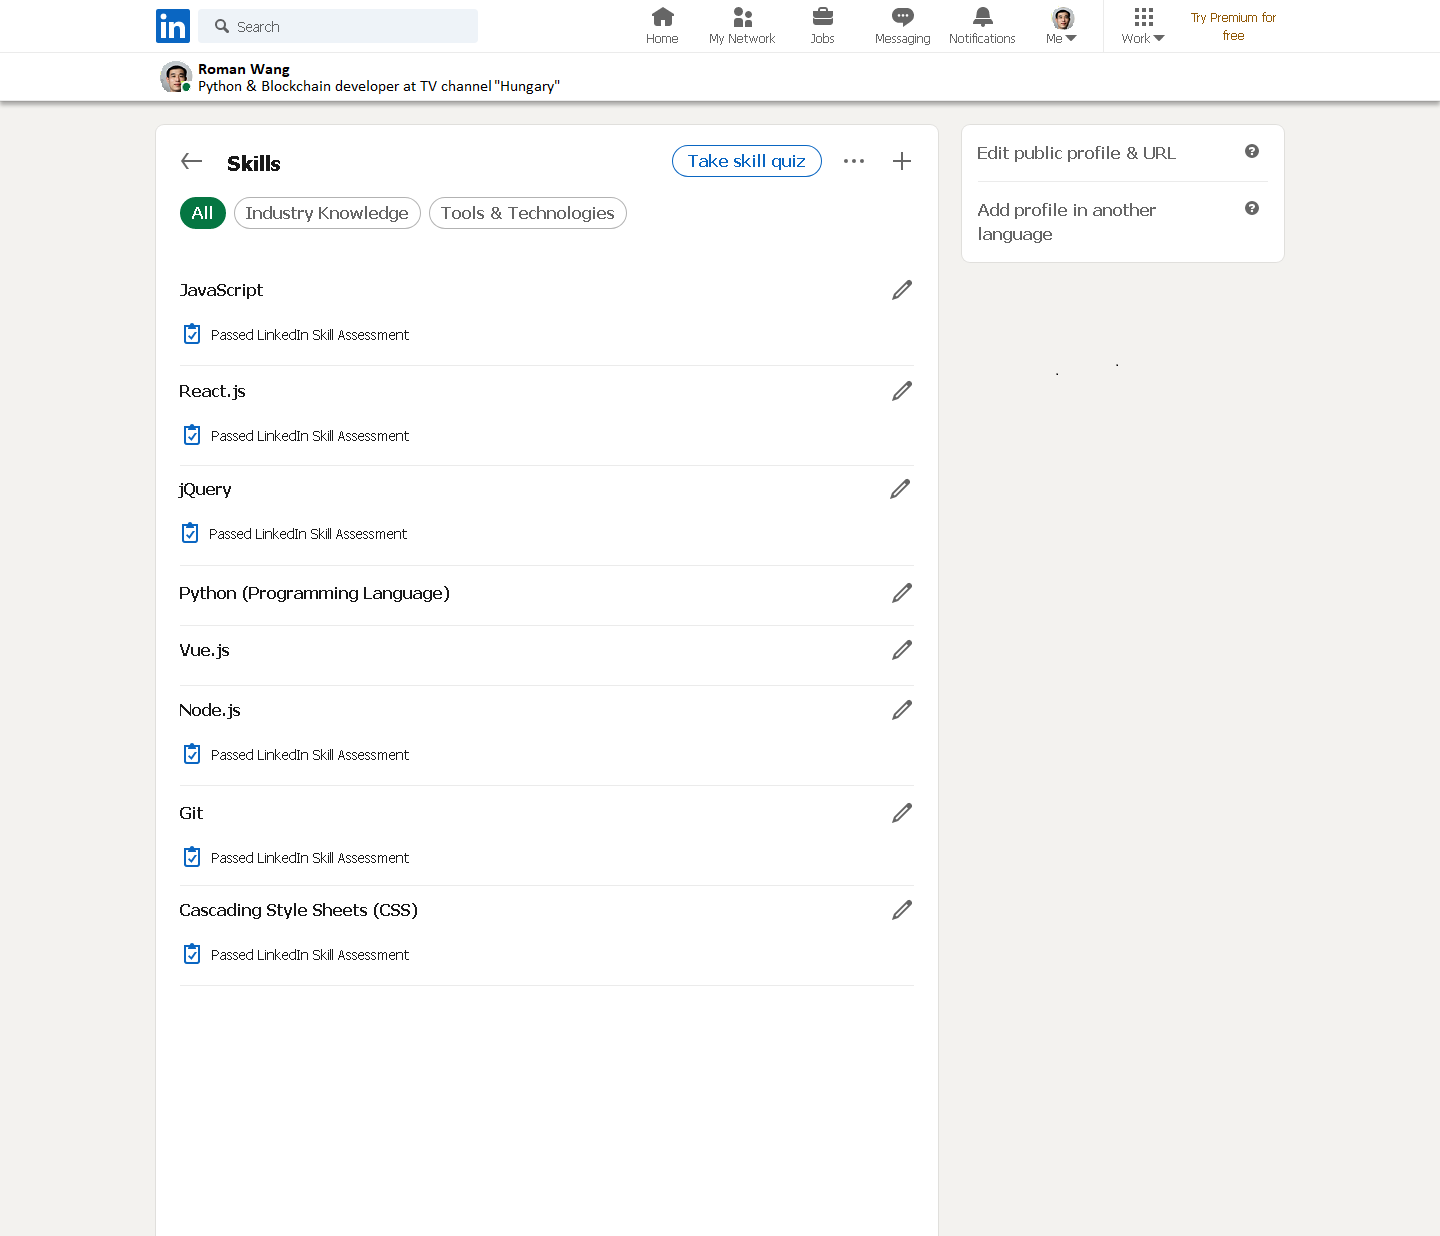 in
Search
Home
My Network
Jobs
Messaging
Notifications
Me
Work
Try Premium for
free
Roman Wang
Python & Blockchain developer at TV channel "Hungary"
Skills
Take skill quiz
All
Industry Knowledge
Tools & Technologies
JavaScript
Passed LinkedIn Skill Assessment
React.js
Passed LinkedIn Skill Assessment
jQuery
Passed LinkedIn Skill Assessment
Python (Programming Language)
Vue.js
Node.js
Passed LinkedIn Skill Assessment
Git
Passed LinkedIn Skill Assessment
Cascading Style Sheets (CSS)
Passed LinkedIn Skill Assessment
Edit public profile & URL
Add profile in another
language